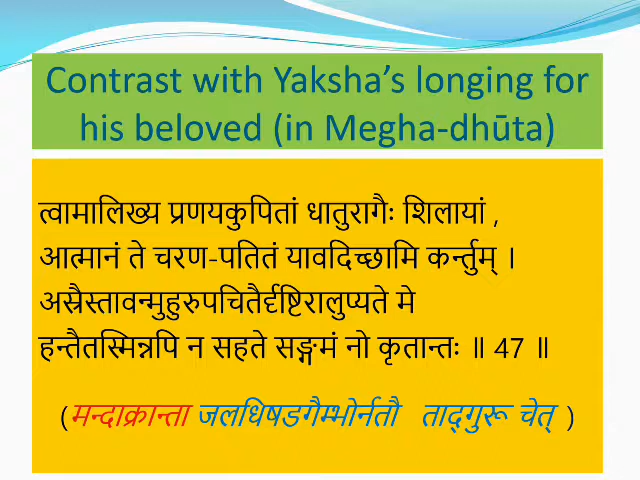 Contrast with Yaksha’s longing for
his beloved (in Megha-dhūta)
त्वामालिख्य प्रणयकुपितां धातुरागैः शिलायां ,
आत्मानं ते चरण-पतितं यावदिच्छामि कर्न्तुम् ।
अस्रैस्तावन्मुहुरुपचितैर्दृष्टिरालुप्यते मे
हन्तैतस्मिन्नपि न सहते सङ्गमं नो कृतान्तः ॥ 47 ॥
(मन्दाक्रान्ता जलधिषडगैम्भोर्नतौ ताद्गुरू चेत् )